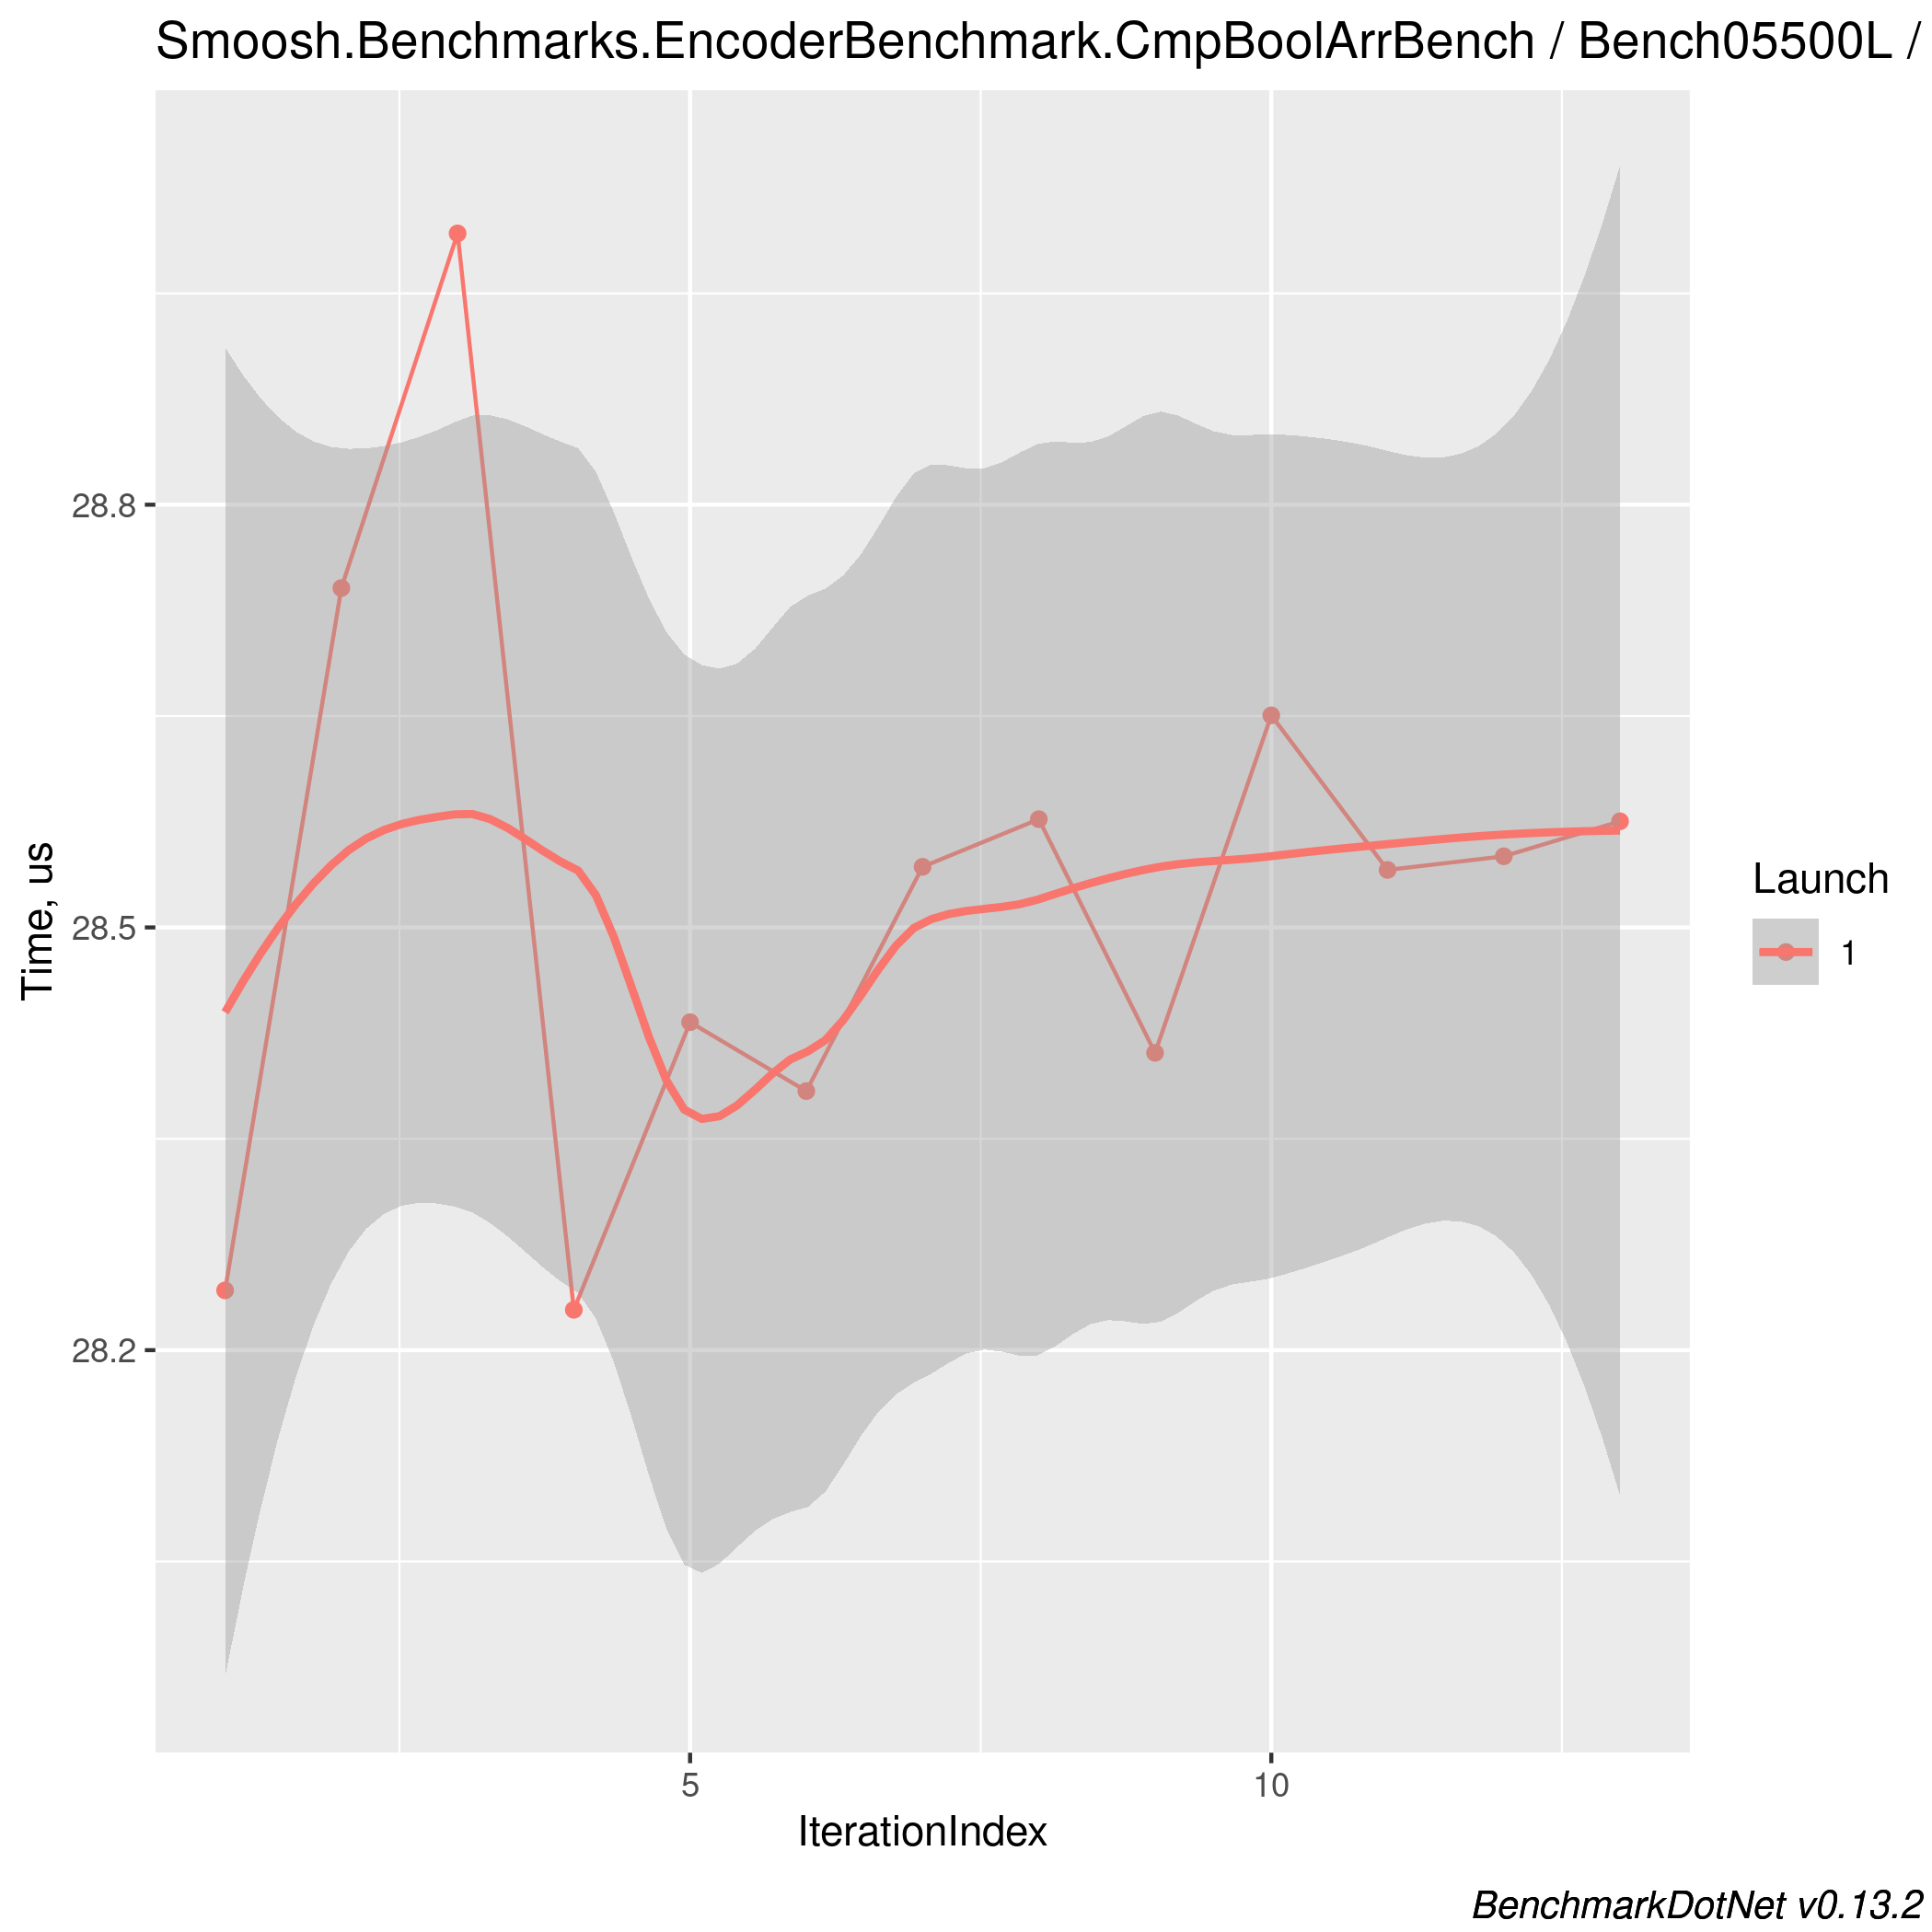 Smoosh.Benchmarks.EncoderBenchmark.CmpBoolArrBench / Bench05500L /
Time, us
28.8
28.5
28.2
5
10
IterationIndex
Launch
1
BenchmarkDotNet v0.13.2